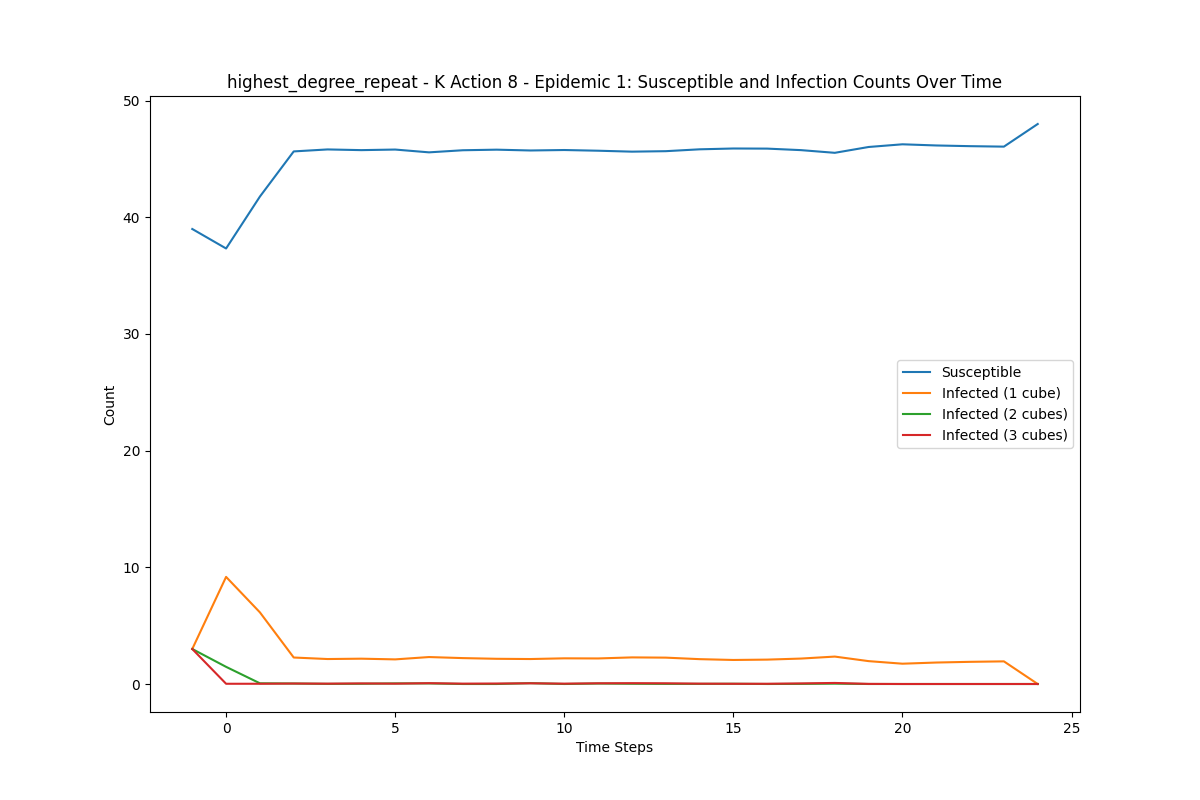 highest_degree_repeat - K Action 8 - Epidemic 1: Susceptible and Infection Counts Over Time
50
40
30
20
10
0
Count
Susceptible
Infected (1 cube)
Infected (2 cubes)
Infected (3 cubes)
0 5 10 15 20 25
Time Steps